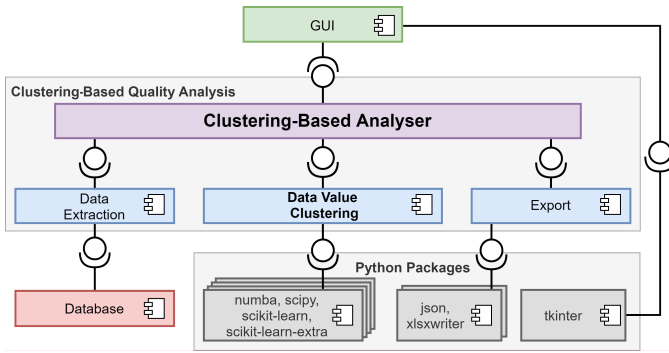 GUI
Clustering-Based Quality Analysis
Clustering-Based Analyser
Data
Extraction
Data Value
Clustering
Export
Python Packages
Database
numba, scipy,
scikit-learn,
scikit-learn-extra
json,
xlsxwriter
tkinter